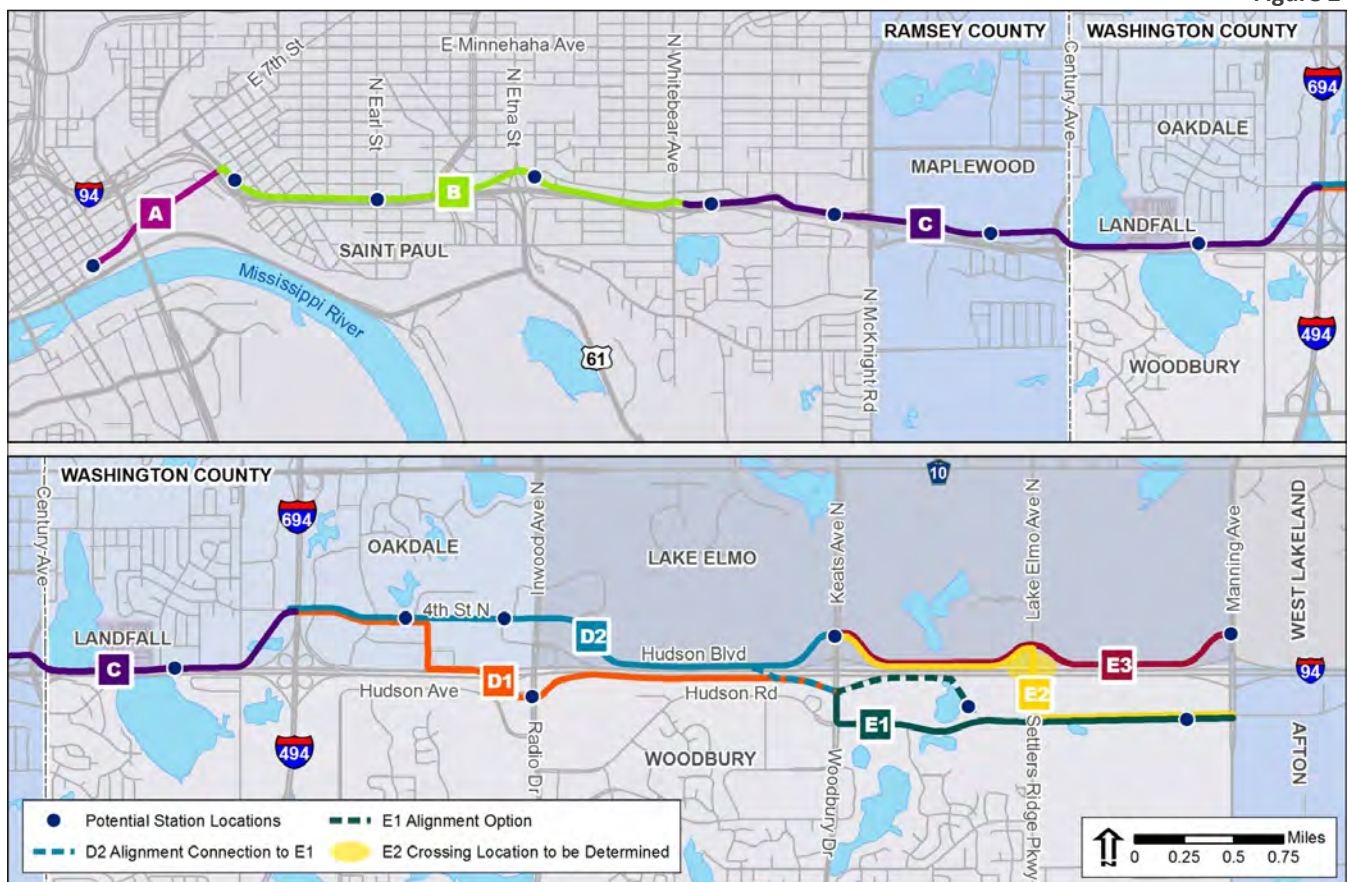 Figure 2
E Minnehaha Ave
RAMSEY COUNTY
WASHINGTON COUNTY
E 7th St
N Earl St
N Etna St
N Whitebear Ave
Century Ave
694
OAKDALE
MAPLEWOOD
94
A
B
C
LANDFALL
SAINT PAUL
Mississippi River
61
N McKnight Rd
494
WOODBURY
WASHINGTON COUNTY
Century Ave
694
OAKDALE
Inwood Ave N
LAKE ELMO
Keats Ave N
10
Lake Elmo Ave N
Manning Ave
WEST LAKELAND
4th St N
LANDFALL
C
D2
Hudson Blvd
E3
94
Hudson Ave
D1
Hudson Rd
E2
E1
494
Radio Dr
WOODBURY
Woodbury Dr
Settlers Ridge Pkwy
AFTON
Potential Station Locations
E1 Alignment Option
D2 Alignment Connection to E1
E2 Crossing Location to be Determined
N
Miles
0 0.25 0.5 0.75